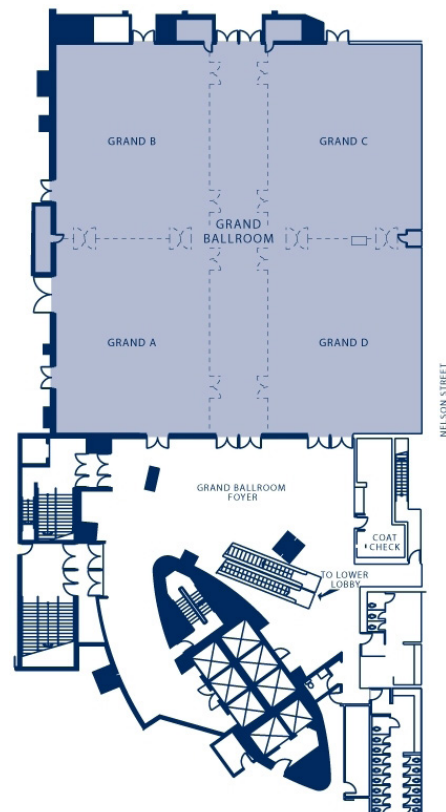 GRAND B
GRAND C
GRAND
BALLROOM
GRAND A
GRAND D
NELSON STREET
GRAND BALLROOM
FOYER
COAT
CHECK
TO LOWER
LOBBY